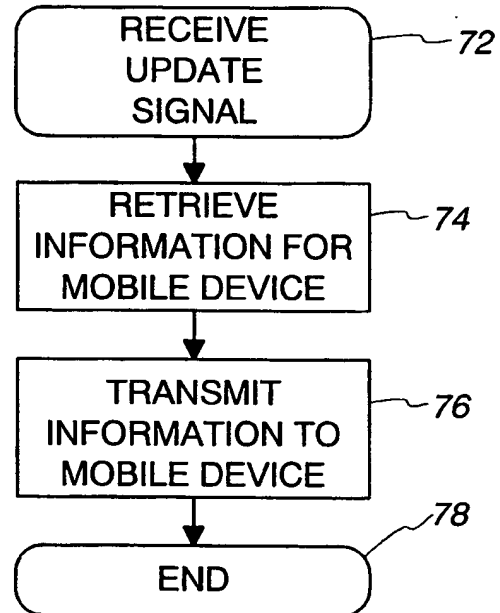 RECEIVE
UPDATE
SIGNAL
72
RETRIEVE
INFORMATION FOR
MOBILE DEVICE
74
TRANSMIT
INFORMATION TO
MOBILE DEVICE
76
END
78